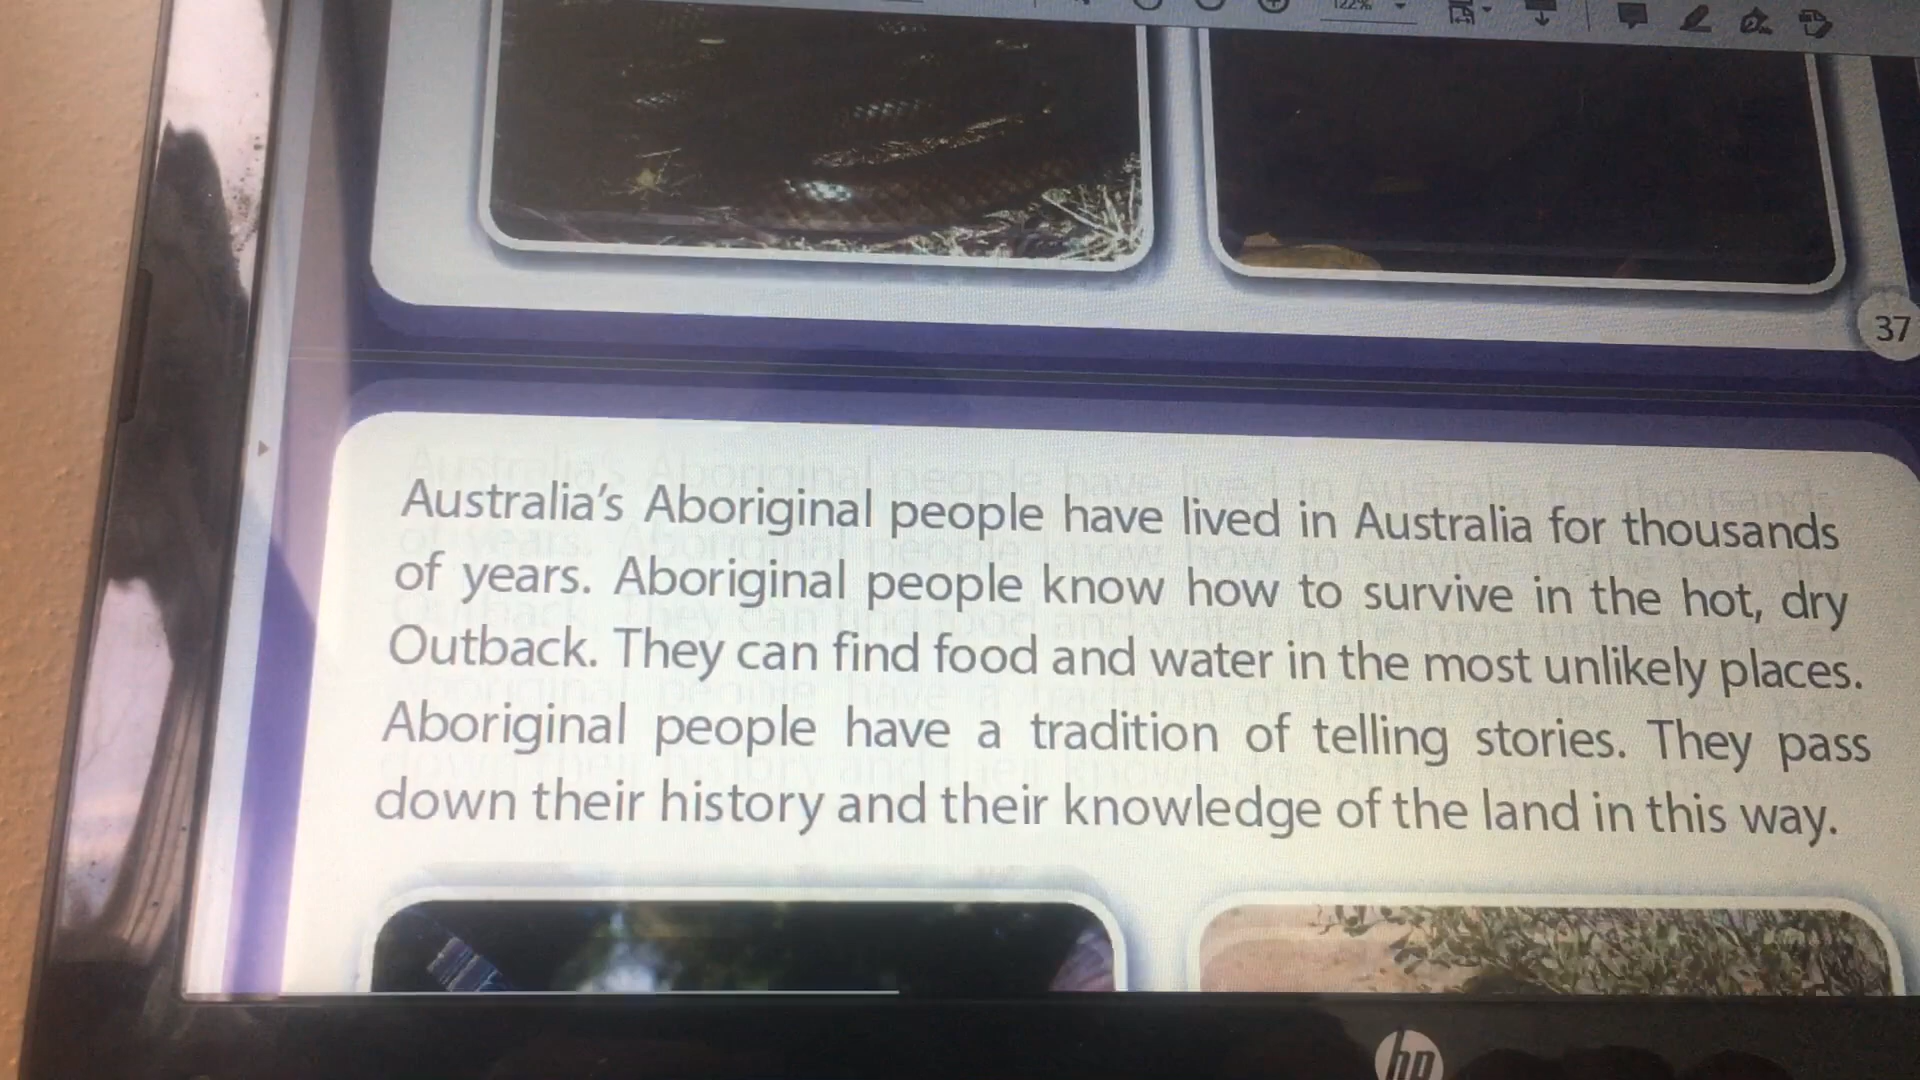 122%
37
Australia's Aboriginal people have lived in Australia for thousands
of years. Aboriginal people know how to survive in the hot, dry
Outback. They can find food and water in the most unlikely places.
Aboriginal people have a tradition of telling stories. They pass
down their history and their knowledge of the land in this way.
hp